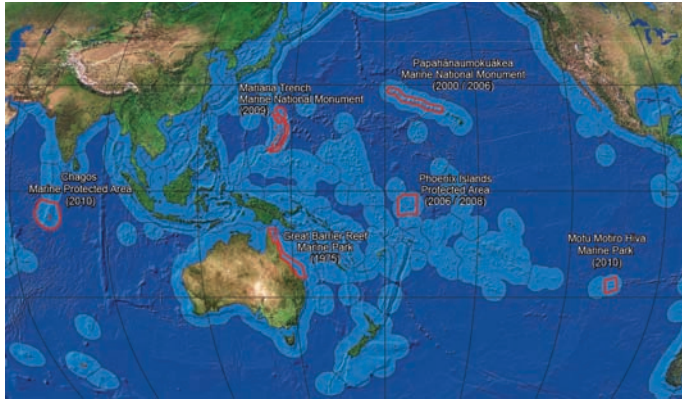 Papahānaumokuākea
Marine National Monument
(2000 / 2006)
Mariana Trench
Marine National Monument
(2009)
Chagos
Marine Protected Area
(2010)
Phoenix Islands
Protected Area
(2006/ 2008)
Great Barrier Reef
Marine Park
(1975)
Motu Motiro Hiva
Marine Park
(2010)